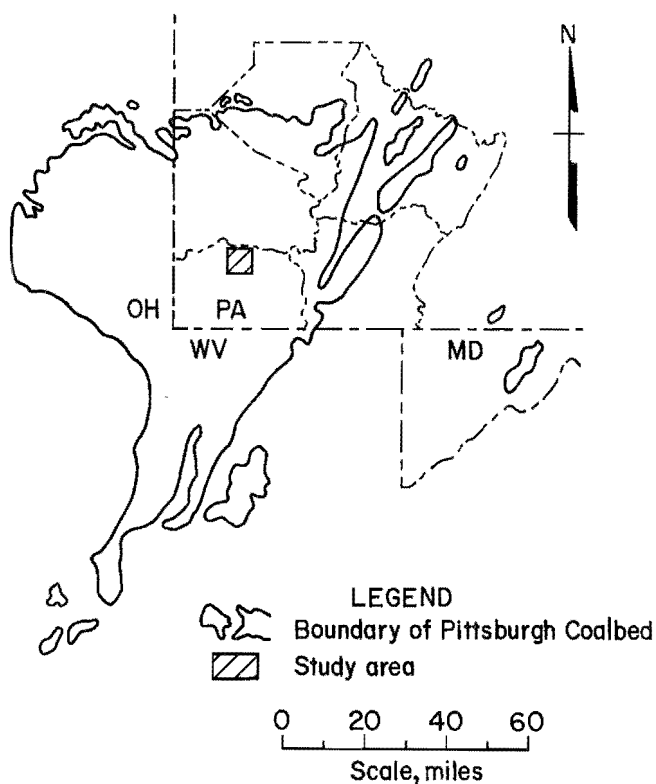 N
OH
PA
WV
MD
LEGEND
Boundary of Pittsburgh Coalbed
Study area
0 20 40 60
Scale, miles